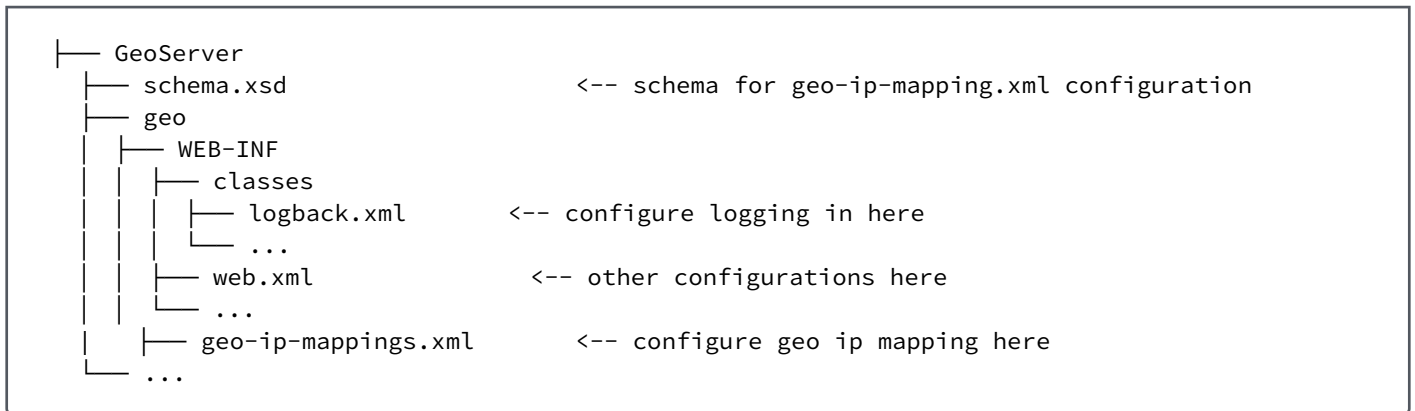 ├── GeoServer
  ├── schema.xsd                    <-- schema for geo-ip-mapping.xml configuration
  ├── geo
  │  ├── WEB-INF
  │  │  ├── classes
  │  │  │  ├── logback.xml       <-- configure logging in here
  │  │  │  └── ...
  │  │  ├── web.xml               <-- other configurations here
  │  │  └── ...
  │    ├── geo-ip-mappings.xml       <-- configure geo ip mapping here
  └── ...